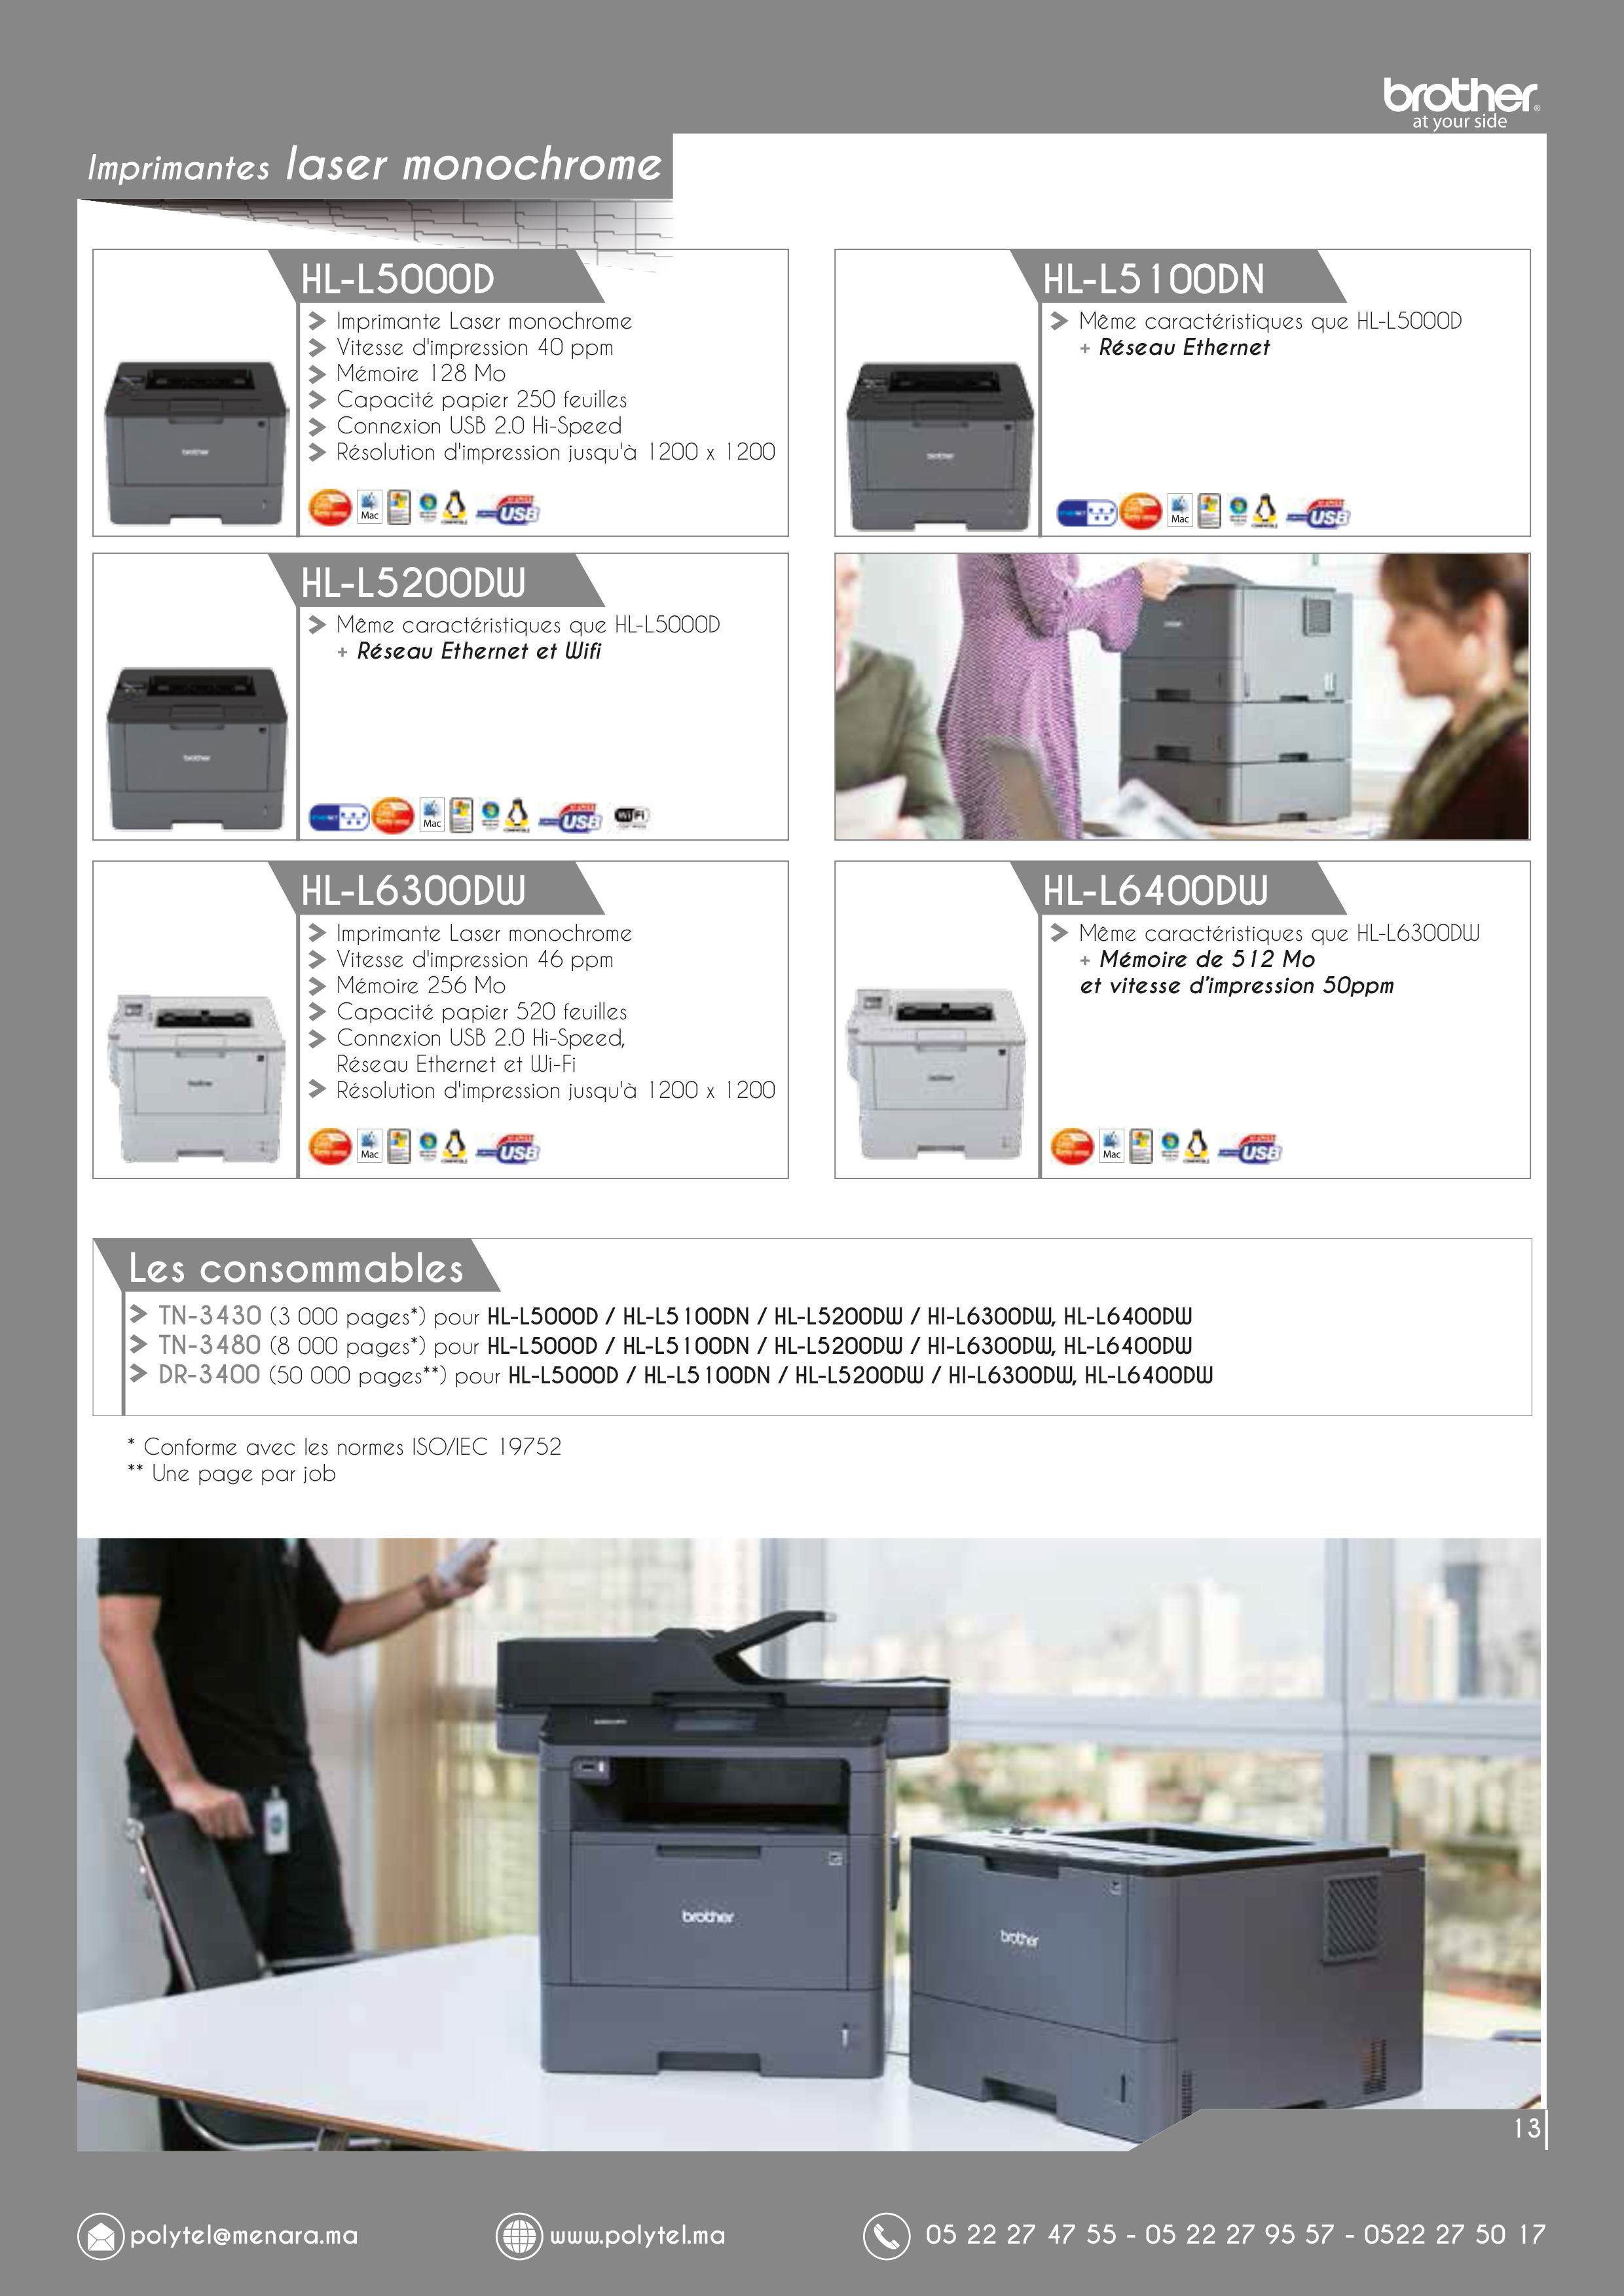 brother
at your side
Imprimantes laser monochrome
HL-L5000D
Imprimante Laser monochrome
Vitesse d'impression 40 ppm
Mémoire 128 Mo
Capacité papier 250 feuilles
Connexion USB 2.0 Hi-Speed
Résolution d'impression jusqu'à 1200 x 1200
brother
Mac
USB
HL-L5100DN
Même caractéristiques que HL-L5000D
+ Réseau Ethernet
brother
Mac
USB
HL-L5200DW
Même caractéristiques que HL-L5000D
+ Réseau Ethernet et Wifi
brother
Mac
USB
WiFi
HL-L6300DW
Imprimante Laser monochrome
Vitesse d'impression 46 ppm
Mémoire 256 Mo
Capacité papier 520 feuilles
Connexion USB 2.0 Hi-Speed,
Réseau Ethernet et Wi-Fi
Résolution d'impression jusqu'à 1200 x 1200
brother
Mac
USB
HL-L6400DW
Même caractéristiques que HL-L6300DW
+ Mémoire de 512 Mo
et vitesse d'impression 50ppm
brother
Mac
USB
Les consommables
TN-3430 (3 000 pages*) pour HL-L5000D / HL-L5100DN / HL-L5200DW / Hl-L6300DW, HL-L6400DW
TN-3480 (8 000 pages*) pour HL-L5000D / HL-L5100DN / HL-L5200DW / Hl-L6300DW, HL-L6400DW
DR-3400 (50 000 pages**) pour HL-L5000D / HL-L5100DN / HL-L5200DW / Hl-L6300DW, HL-L6400DW
* Conforme avec les normes ISO/IEC 19752
** Une page par job
brother
brother
13
polytel@menara.ma
www.polytel.ma
05 22 27 47 55 - 05 22 27 95 57 - 0522 27 50 17